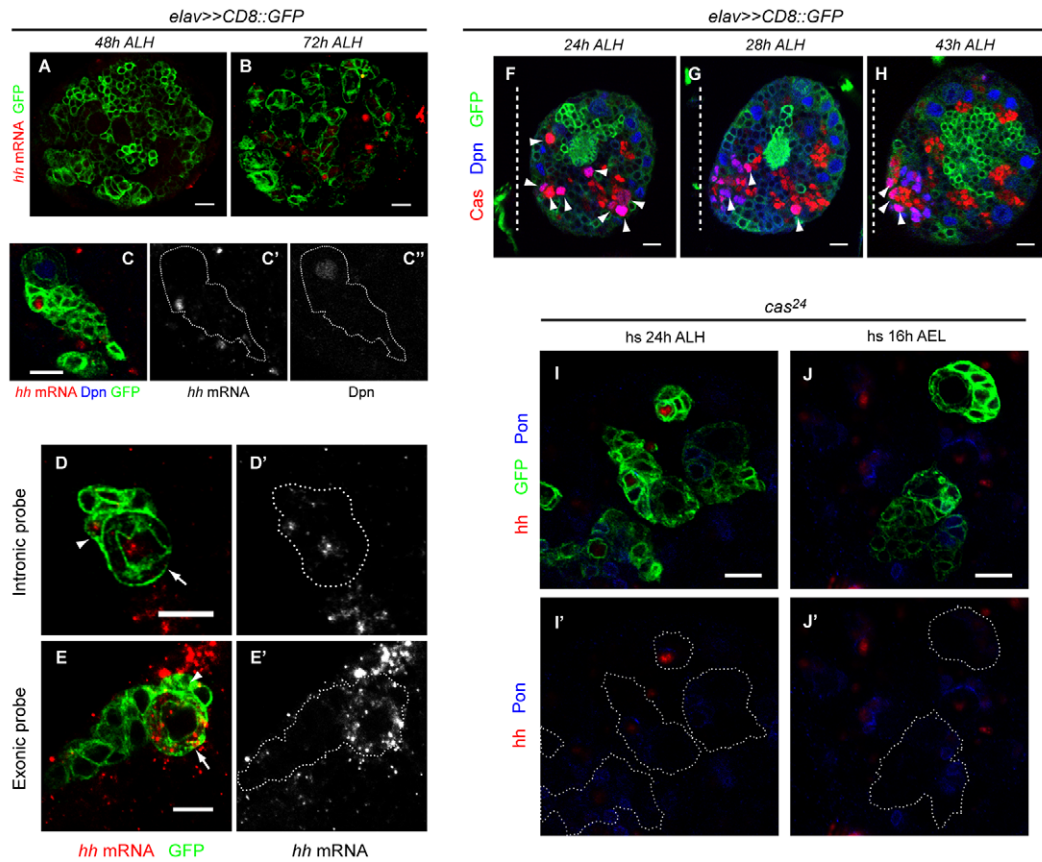 elav>>CD8::GFP
48h ALH 72h ALH
A B
hh mRNA GFP
C C' C''
hh mRNA Dpn GFP hh mRNA Dpn
Intronic probe
D D'
Exonic probe
E E'
hh mRNA GFP hh mRNA
elav>>CD8::GFP
24h ALH 28h ALH 43h ALH
Cas Dpn GFP
F G H
cas24
hs 24h ALH hs 16h AEL
hh GFP Pon
I J
hh Pon
I' J'